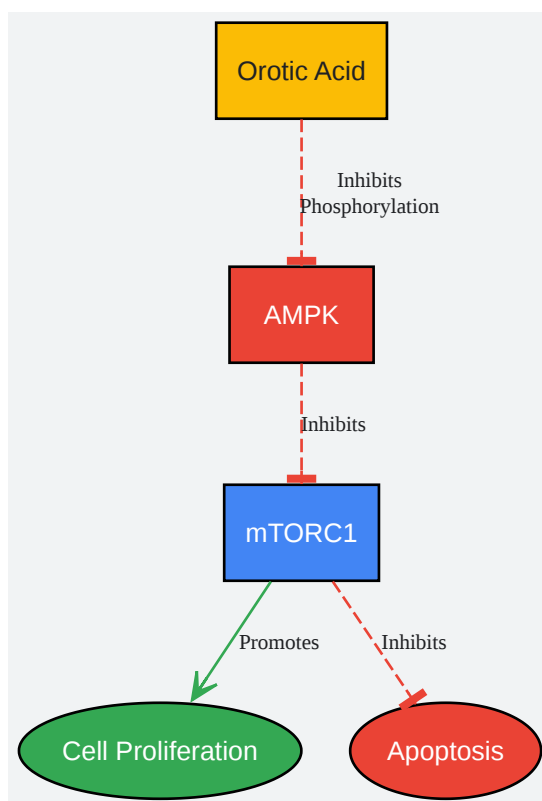 Orotic Acid
Inhibits
Phosphorylation
AMPK
Inhibits
mTORC1
Promotes
Inhibits
Cell Proliferation
Apoptosis